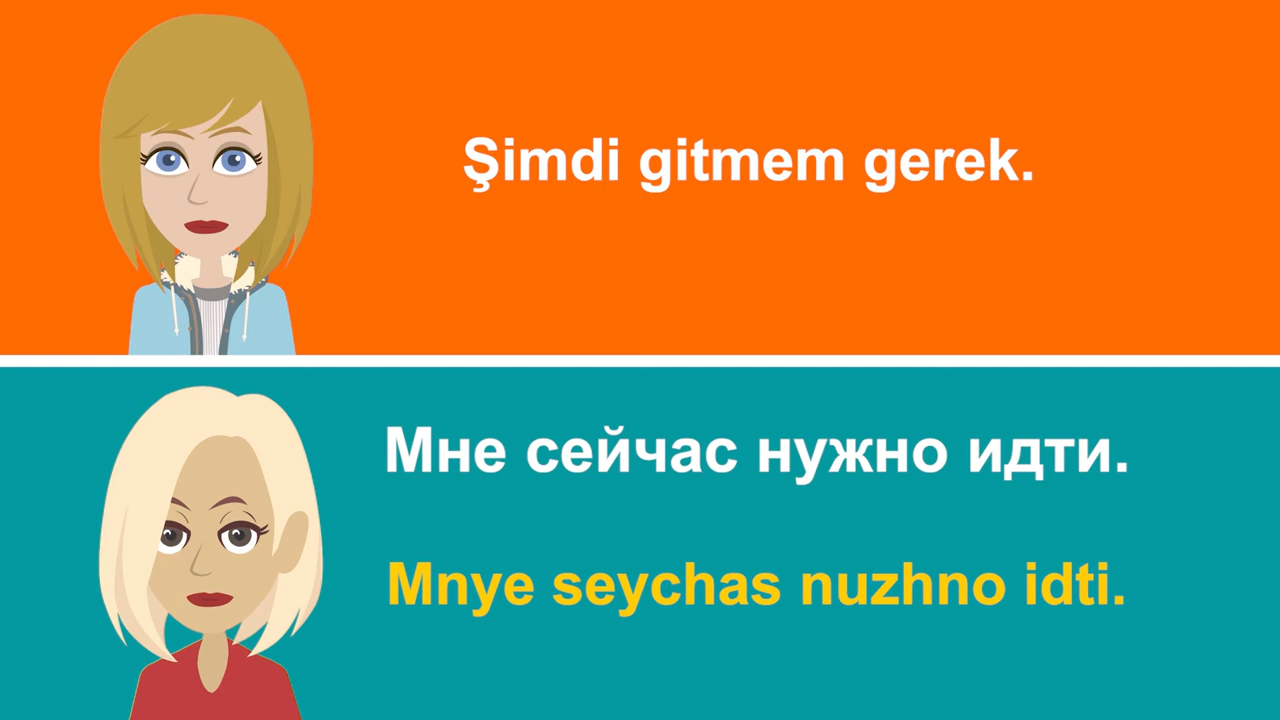 Şimdi gitmem gerek.
Мне сейчас нужно идти.
Mnye seychas nuzhno idti.